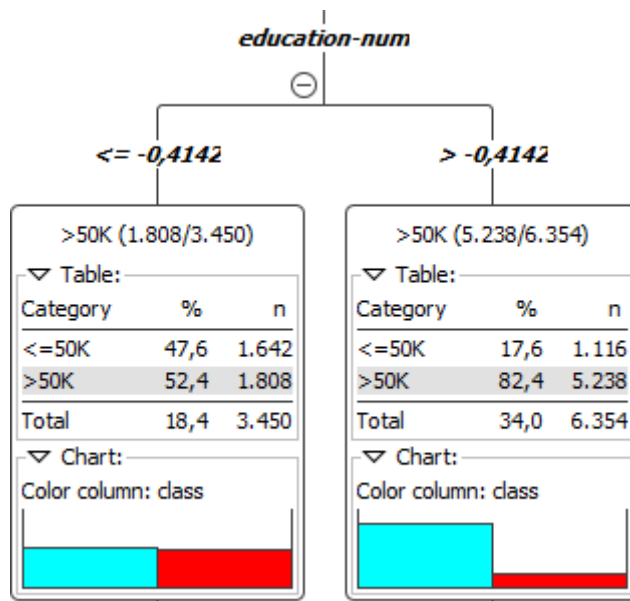 education-num
<= -0,4142
> -0,4142
>50K (1.808/3.450)
Table:
Category % n
<=50K 47,6 1.642
>50K 52,4 1.808
Total 18,4 3.450
Chart:
Color column: class
>50K (5.238/6.354)
Table:
Category % n
<=50K 17,6 1.116
>50K 82,4 5.238
Total 34,0 6.354
Chart:
Color column: class